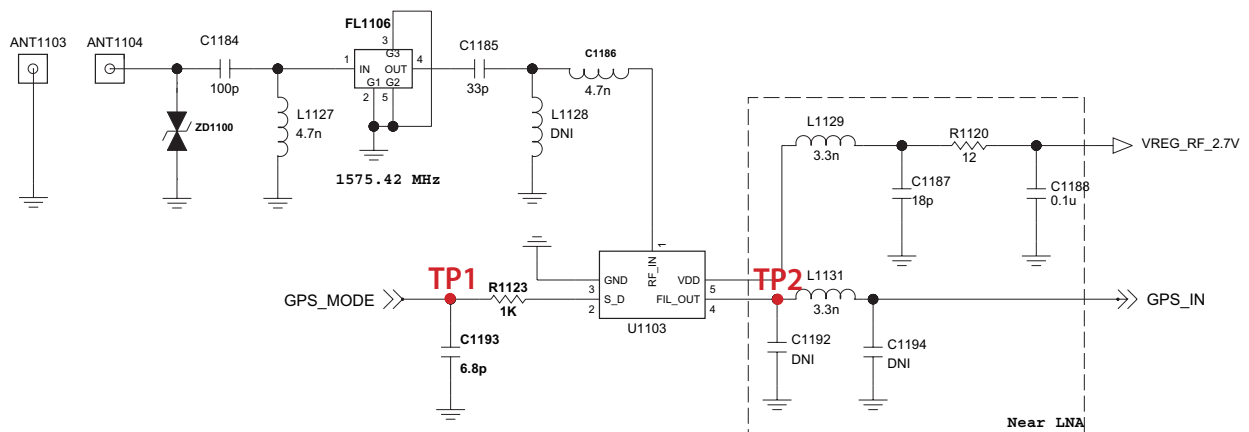 FL1106
ANT1103
ANT1104
C1184
100p
3
G3
1
IN
OUT
4
G1
G2
2
5
C1185
33p
C1186
4.7n
ZD1100
L1127
4.7n
L1128
DNI
1575.42 MHz
L1129
3.3n
R1120
12
VREG_RF_2.7V
C1187
18p
C1188
0.1u
GPS_MODE
TP1
R1123
1K
C1193
6.8p
1
RF_IN
GND
3
S_D
2
VDD
5
FIL_OUT
4
U1103
TP2
L1131
3.3n
GPS_IN
C1192
DNI
C1194
DNI
Near LNA